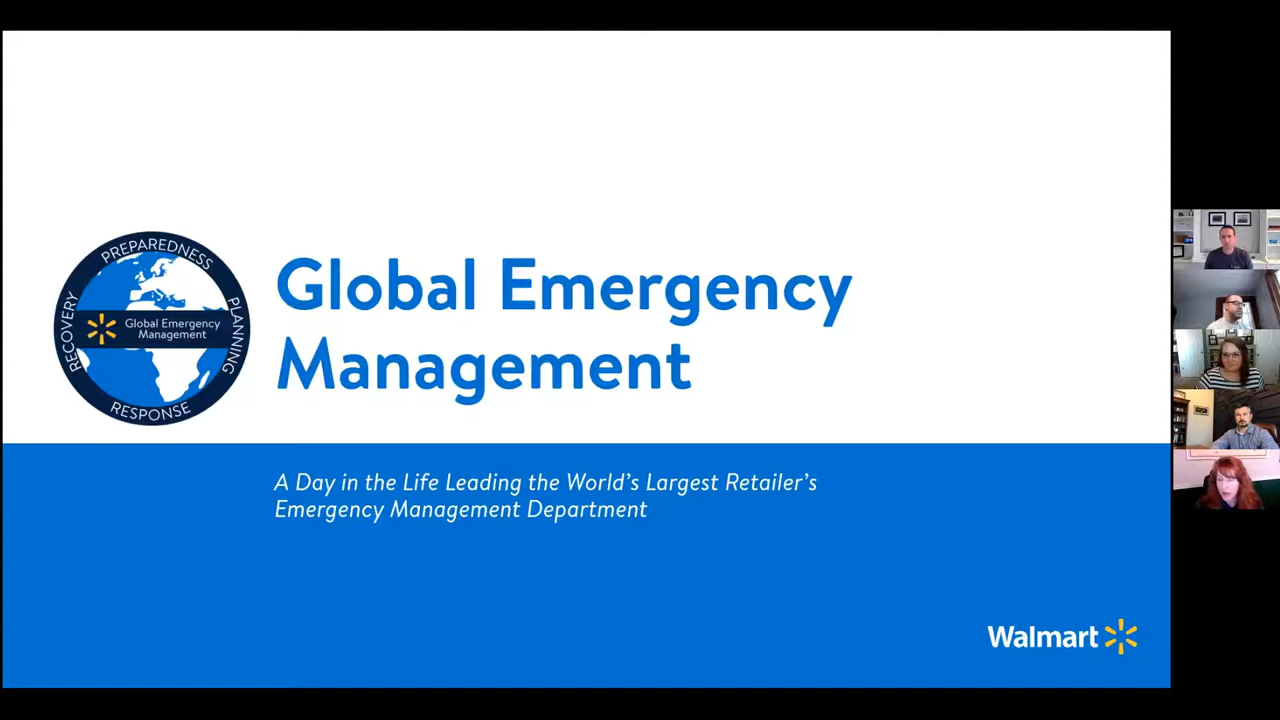 PREPAREDNESS
PLANNING
RESPONSE
RECOVERY
Global Emergency
Management
Global Emergency
Management
A Day in the Life Leading the World's Largest Retailer's
Emergency Management Department
Walmart